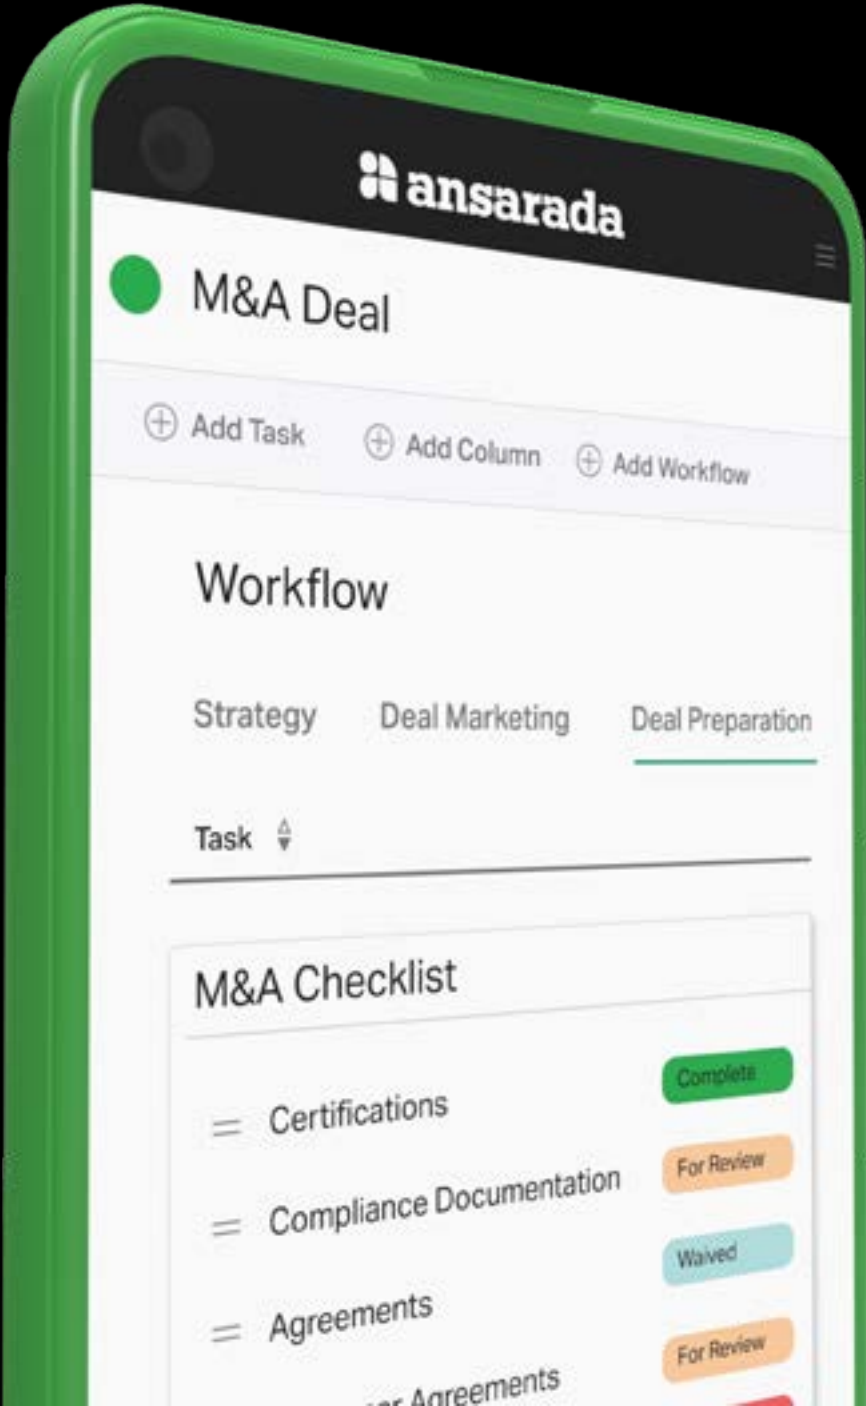 ansarada
M&A Deal
Add Task Add Column Add Workflow
Workflow
Strategy Deal Marketing Deal Preparation
Task
M&A Checklist
Certifications Complete
Compliance Documentation For Review
Agreements Waived
Agreements For Review